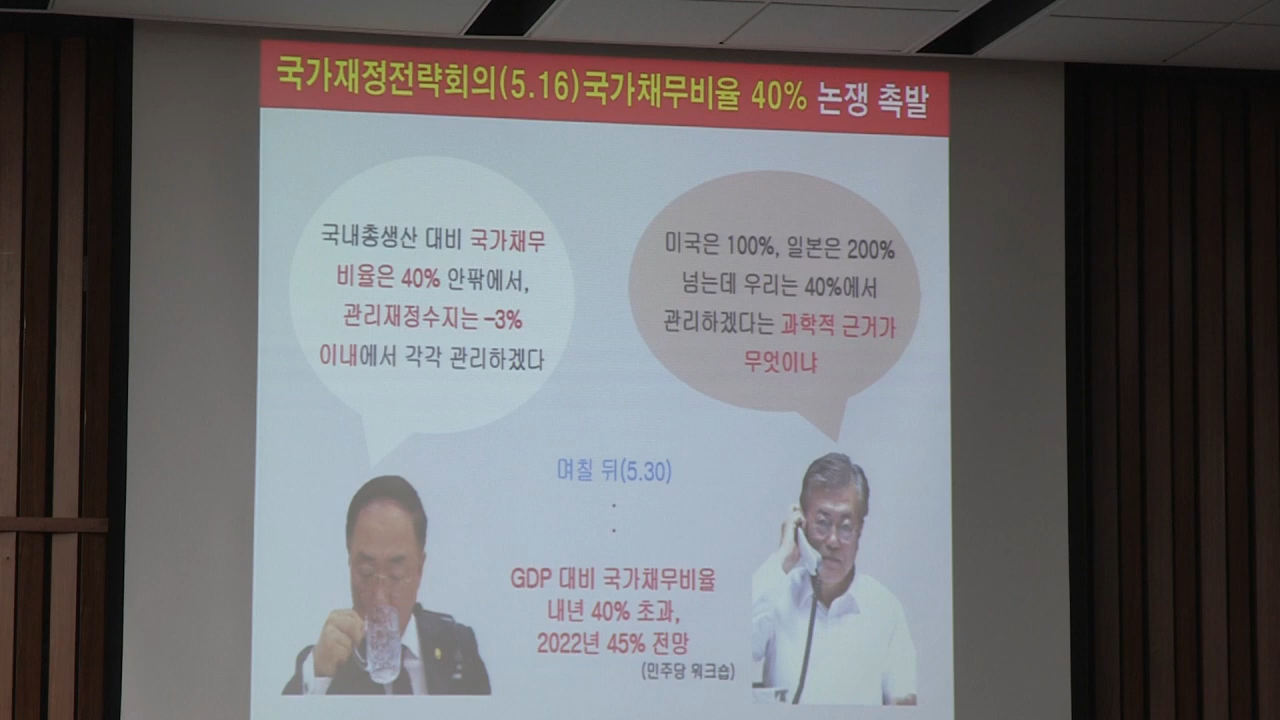 국가재정전략회의(5.16)국가채무비율 40% 논쟁 촉발
국내총생산 대비 국가채무
비율은 40% 안팎에서,
관리재정수지는 -3%
이내에서 각각 관리하겠다
미국은 100%, 일본은 200%
넘는데 우리는 40%에서
관리하겠다는 과학적 근거가
무엇이냐
며칠 뒤(5.30)
GDP 대비 국가채무비율
내년 40% 초과,
2022년 45% 전망
(민주당 워크숍)